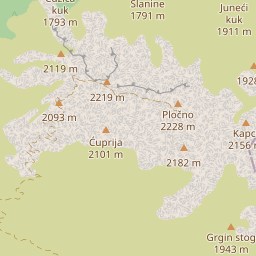 kuk
1793 m
Slanine
1791 m
Juneći
kuk
1911 m
2119 m
2219 m
2093 m
Pločno
2228 m
Ćuprija
2101 m
2182 m
2156 m
Grgin stog
1943 m